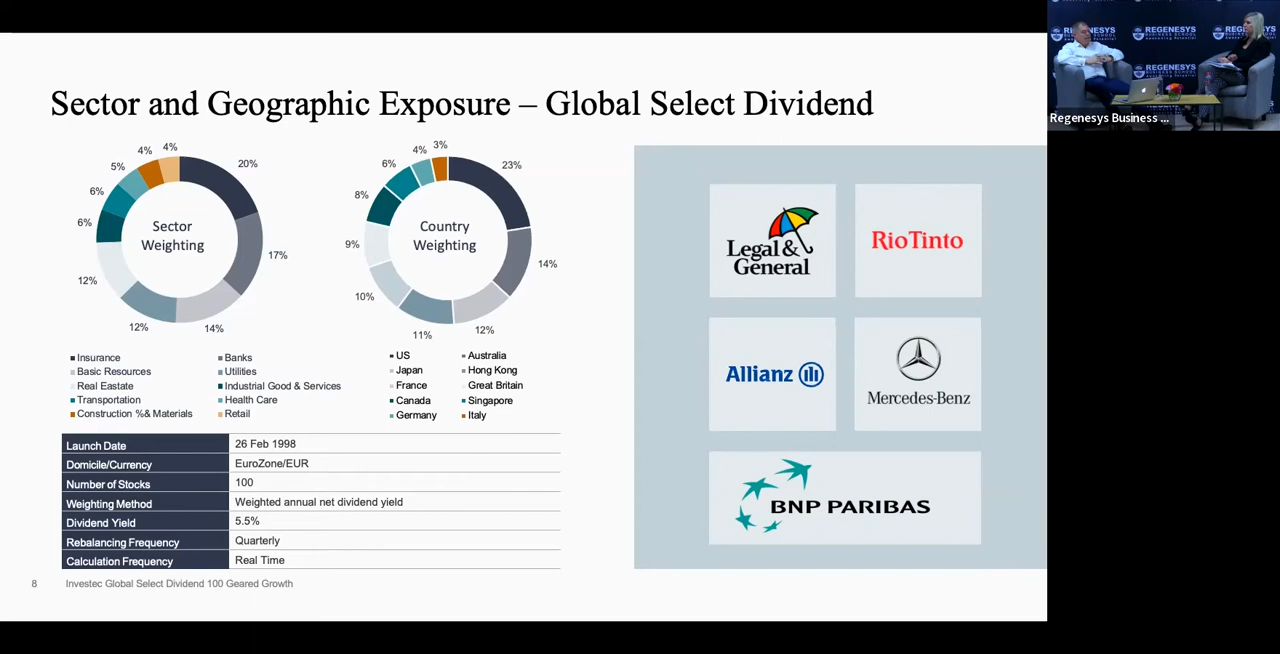 REGENESYS
BUSINESS SCHOOL
REGENESYS
BUSINESS SCHOOL
Regenesys Business ...
Sector and Geographic Exposure – Global Select Dividend
4%
4%
20%
5%
6%
6%
17%
12%
12%
14%
Sector
Weighting
3%
4%
23%
6%
8%
9%
14%
10%
11%
12%
Country
Weighting
Insurance
Banks
Basic Resources
Utilities
Real Eastate
Industrial Good & Services
Transportation
Health Care
Construction %& Materials
Retail
US
Australia
Japan
Hong Kong
France
Great Britain
Canada
Singapore
Germany
Italy
Launch Date 26 Feb 1998
Domicile/Currency EuroZone/EUR
Number of Stocks 100
Weighting Method Weighted annual net dividend yield
Dividend Yield 5.5%
Rebalancing Frequency Quarterly
Calculation Frequency Real Time
Legal &
General
RioTinto
Allianz
Mercedes-Benz
BNP PARIBAS
8 Investec Global Select Dividend 100 Geared Growth